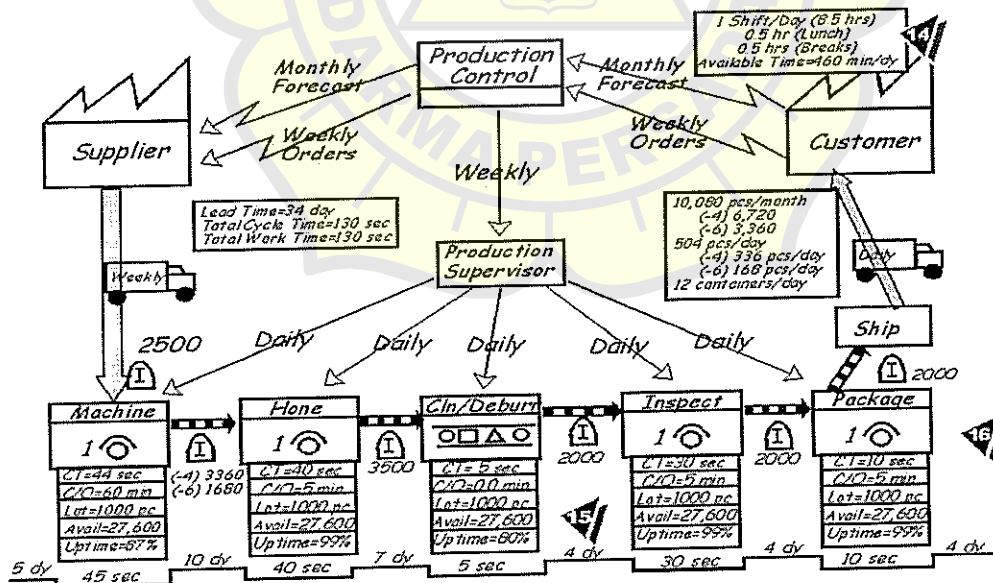 1 Shift/Day (8.5 hrs)
0.5 hr (Lunch)
0.5 hrs (Breaks)
Available Time=460 min/dy
14
Production
Control
Monthly
Forecast
Weekly
Orders
Monthly
Forecast
Weekly
Orders
Supplier
Customer
DARMA PERSADA
Weekly
Lead Time=34 day
Total Cycle Time=130 sec
Total Work Time=130 sec
10,080 pcs/month
(-4) 6,720
(-6) 3,360
504 pcs/day
(-4) 336 pcs/day
(-6) 168 pcs/day
12 containers/day
Production
Supervisor
Weekly
Daily
Ship
Daily
Daily
Daily
Daily
Daily
2500
I
I
2000
Machine
1
CT=44 sec
C/O=60 min
Lot=1000 pc
Avail=27,600
Uptime=87%
I
(-4) 3360
(-6) 1680
Hone
1
CT=40 sec
C/O=5 min
Lot=1000 pc
Avail=27,600
Uptime=99%
I
3500
Cln/Deburr
CT= 5 sec
C/O=0.0 min
Lot=1000 pc
Avail=27,600
Uptime=80%
I
2000
15
Inspect
1
CT=30 sec
C/O=5 min
Lot=1000 pc
Avail=27,600
Uptime=99%
I
2000
Package
1
CT=10 sec
C/O=5 min
Lot=1000 pc
Avail=27,600
Uptime=99%
16
5 dy
45 sec
10 dy
40 sec
7 dy
5 sec
4 dy
30 sec
4 dy
10 sec
4 dy